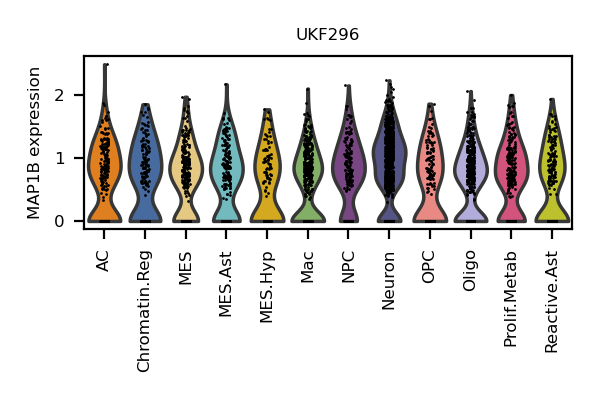 UKF296
MAP1B expression
2
1
0
AC
Chromatin.Reg
MES
MES.Ast
MES.Hyp
Mac
NPC
Neuron
OPC
Oligo
Prolif.Metab
Reactive.Ast